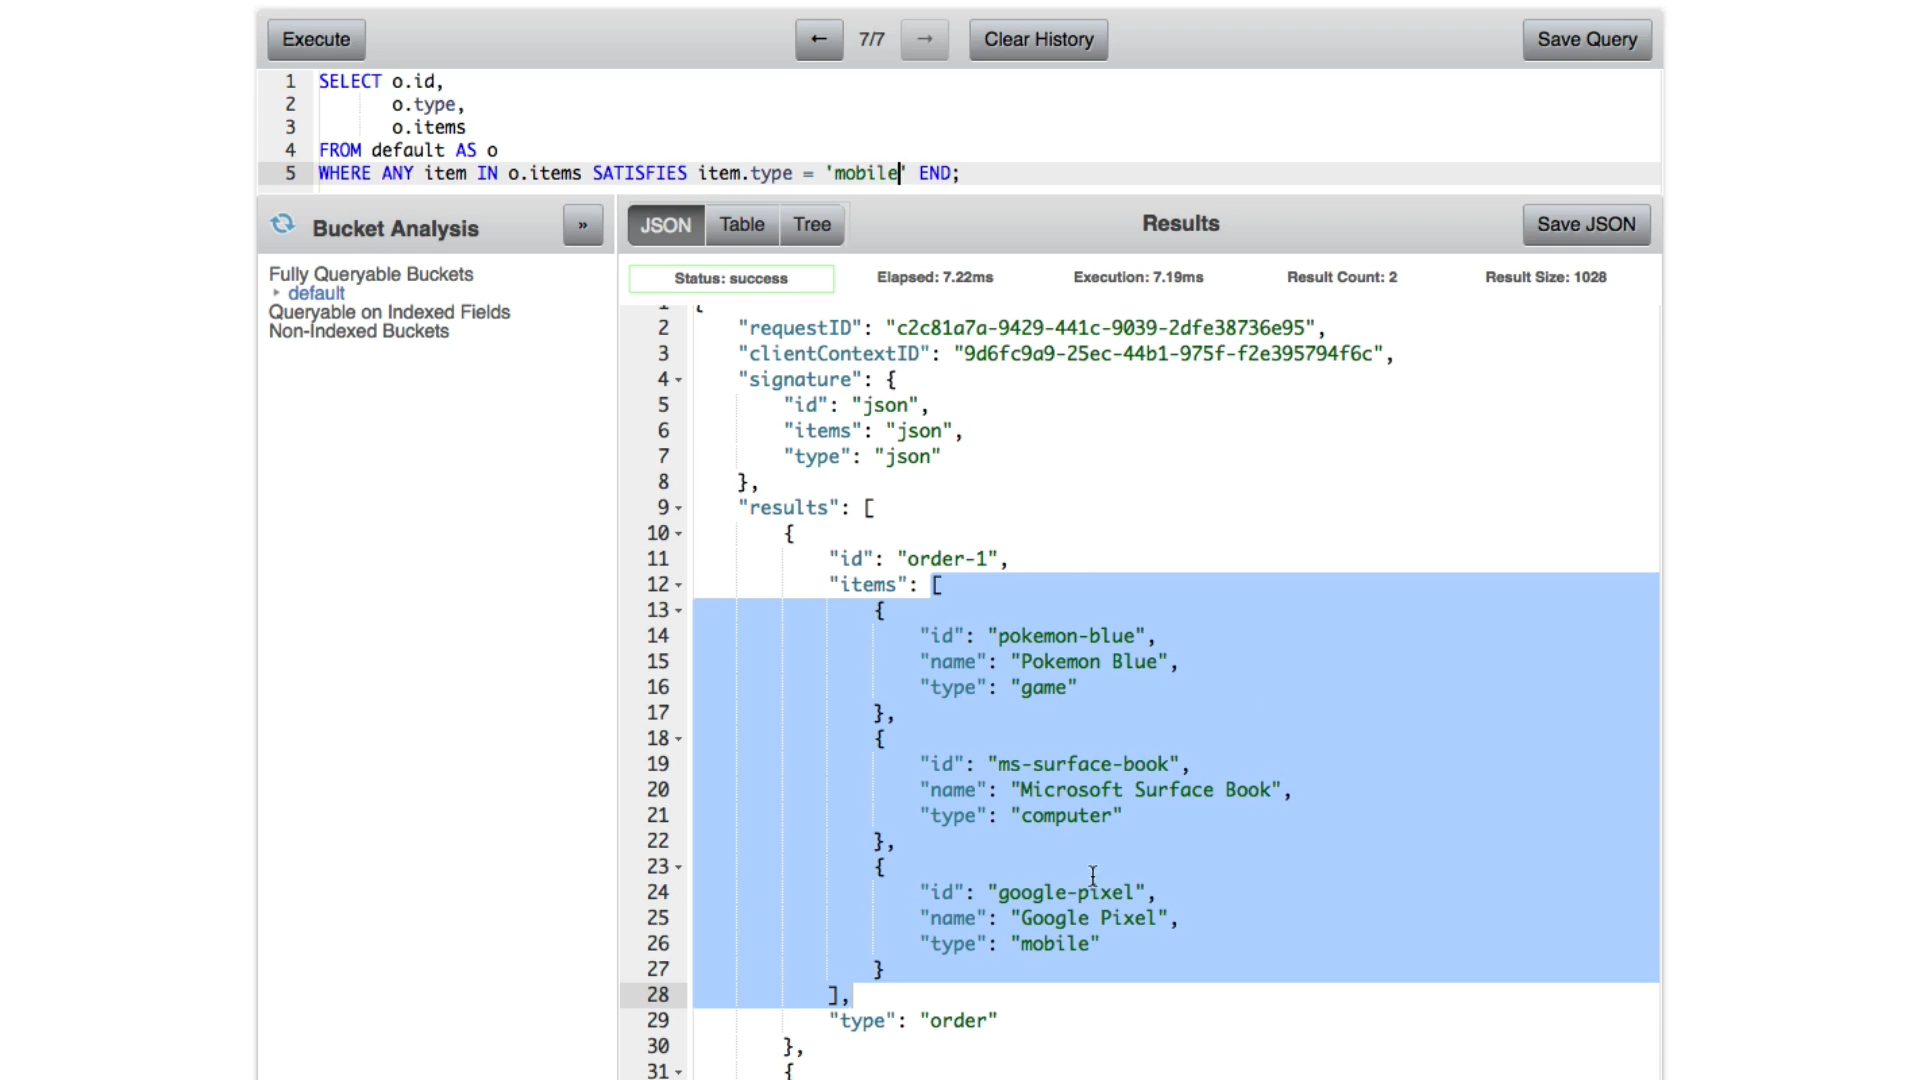 Execute ← 7/7 → Clear History Save Query
1 SELECT o.id,
2 o.type,
3 o.items
4 FROM default AS o
5 WHERE ANY item IN o.items SATISFIES item.type = 'mobile' END;
Bucket Analysis »
Fully Queryable Buckets
default
Queryable on Indexed Fields
Non-Indexed Buckets
JSON Table Tree Results Save JSON
Status: success Elapsed: 7.22ms Execution: 7.19ms Result Count: 2 Result Size: 1028
1 {
2 "requestID": "c2c81a7a-9429-441c-9039-2dfe38736e95",
3 "clientContextID": "9d6fc9a9-25ec-44b1-975f-f2e395794f6c",
4 "signature": {
5 "id": "json",
6 "items": "json",
7 "type": "json"
8 },
9 "results": [
10 {
11 "id": "order-1",
12 "items": [
13 {
14 "id": "pokemon-blue",
15 "name": "Pokemon Blue",
16 "type": "game"
17 },
18 {
19 "id": "ms-surface-book",
20 "name": "Microsoft Surface Book",
21 "type": "computer"
22 },
23 {
24 "id": "google-pixel",
25 "name": "Google Pixel",
26 "type": "mobile"
27 }
28 ],
29 "type": "order"
30 },
31 {